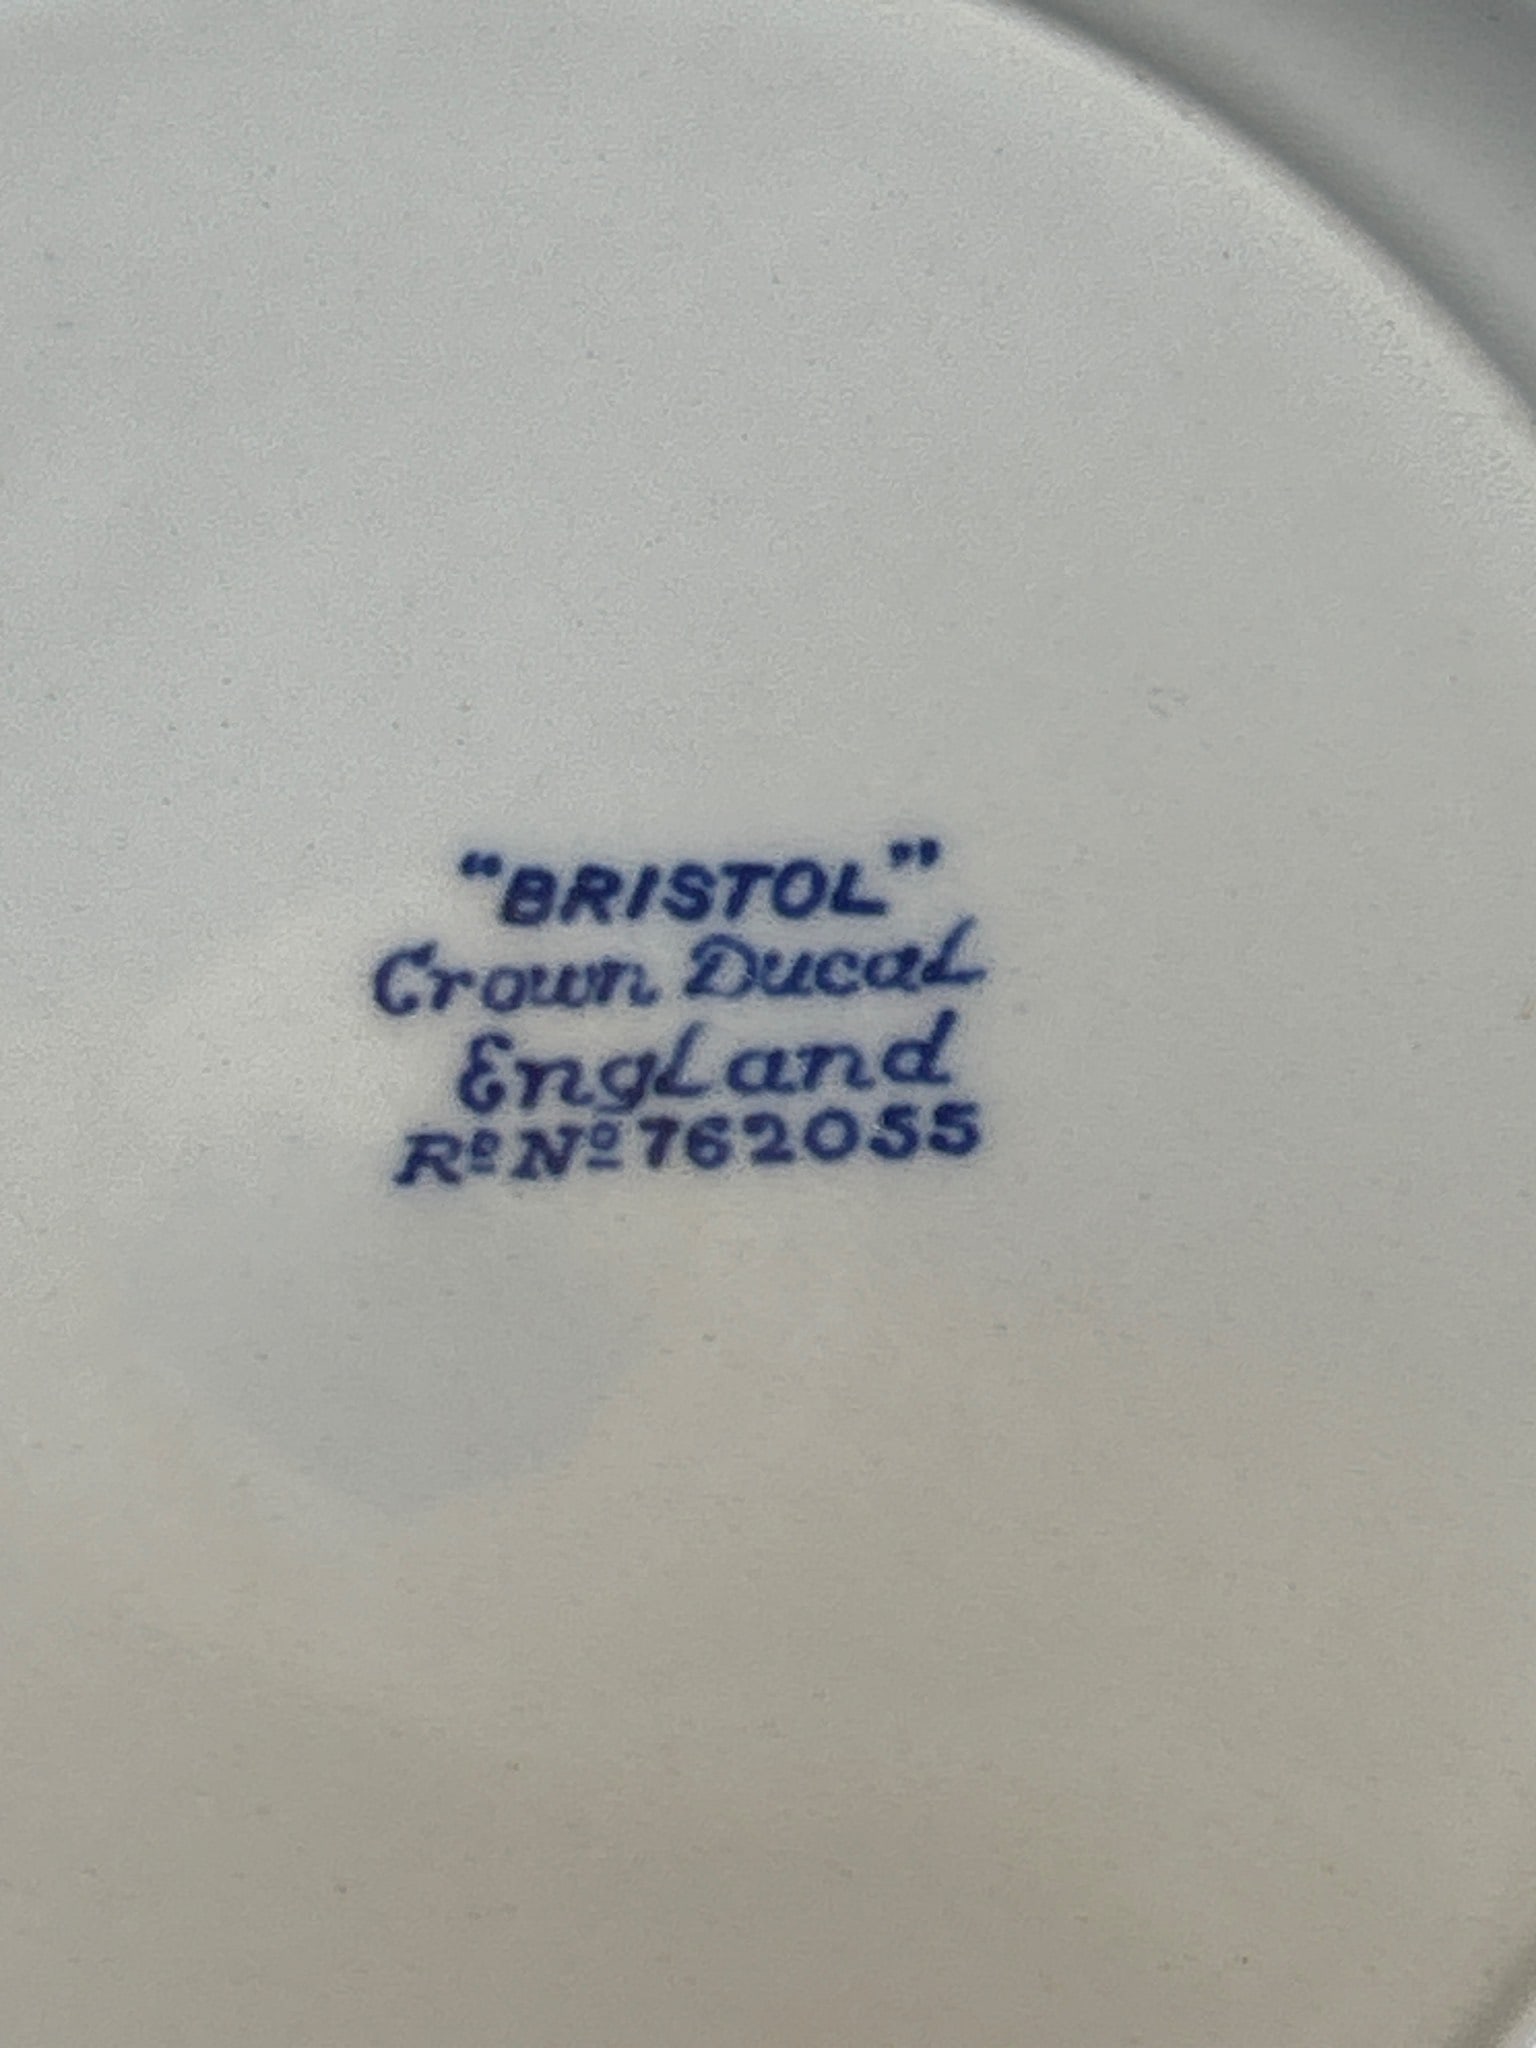 “BRISTOL”
Crown Ducal
England
Rᵒ Nᵒ 762055